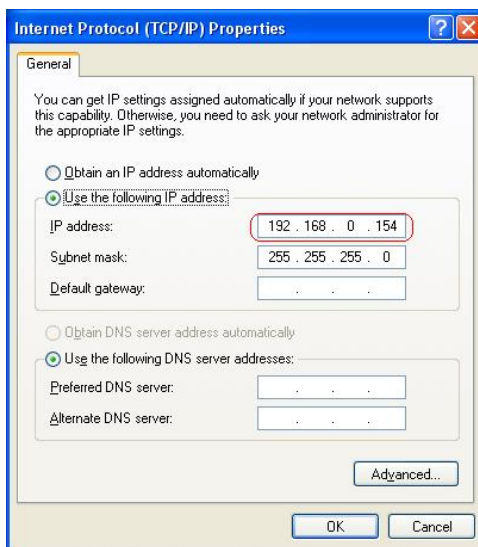 Internet Protocol (TCP/IP) Properties
General
You can get IP settings assigned automatically if your network supports
this capability. Otherwise, you need to ask your network administrator for
the appropriate IP settings.
Obtain an IP address automatically
Use the following IP address:
IP address: 192 . 168 . 0 . 154
Subnet mask: 255 . 255 . 255 . 0
Default gateway: . . .
Obtain DNS server address automatically
Use the following DNS server addresses:
Preferred DNS server: . . .
Alternate DNS server: . . .
Advanced...
OK Cancel